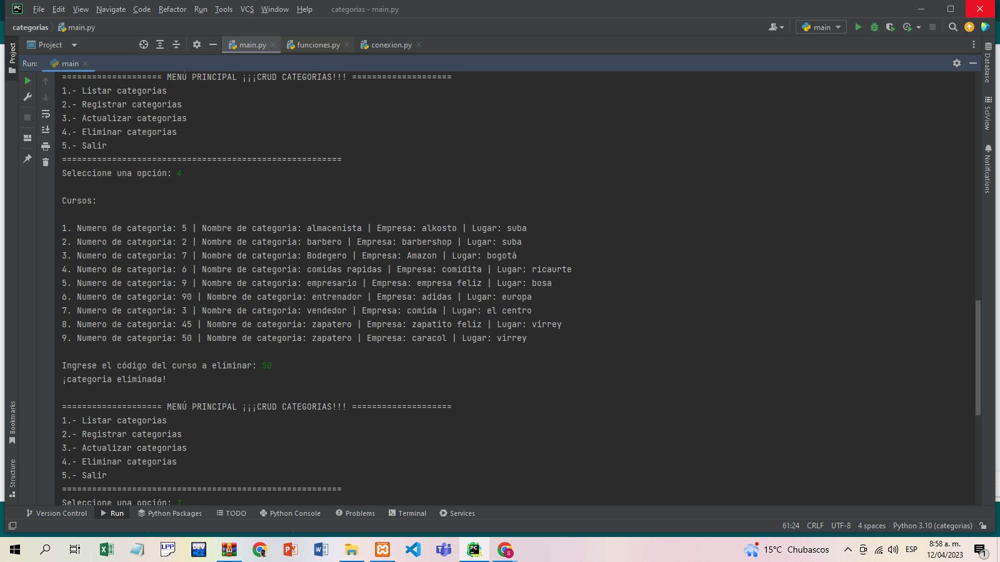 File Edit View Navigate Code Refactor Run Tools VCS Window Help categorias - main.py
categorias main.py main
Project main.py funciones.py conexion.py
Run: main
==================== MENÚ PRINCIPAL ¡¡¡CRUD CATEGORIAS!!! ====================
1.- Listar categorias
2.- Registrar categorias
3.- Actualizar categorias
4.- Eliminar categorias
5.- Salir
========================================================
Seleccione una opción: 4
Cursos:
1. Numero de categoria: 5 | Nombre de categoria: almacenista | Empresa: alkosto | Lugar: suba
2. Numero de categoria: 2 | Nombre de categoria: barbero | Empresa: barbershop | Lugar: suba
3. Numero de categoria: 7 | Nombre de categoria: Bodegero | Empresa: Amazon | Lugar: bogotà
4. Numero de categoria: 6 | Nombre de categoria: comidas rapidas | Empresa: comidita | Lugar: ricaurte
5. Numero de categoria: 9 | Nombre de categoria: empresario | Empresa: empresa feliz | Lugar: bosa
6. Numero de categoria: 90 | Nombre de categoria: entrenador | Empresa: adidas | Lugar: europa
7. Numero de categoria: 3 | Nombre de categoria: vendedor | Empresa: comida | Lugar: el centro
8. Numero de categoria: 45 | Nombre de categoria: zapatero | Empresa: zapatito feliz | Lugar: virrey
9. Numero de categoria: 50 | Nombre de categoria: zapatero | Empresa: caracol | Lugar: virrey
Ingrese el código del curso a eliminar: 50
¡categoria eliminada!
==================== MENÚ PRINCIPAL ¡¡¡CRUD CATEGORIAS!!! ====================
1.- Listar categorias
2.- Registrar categorias
3.- Actualizar categorias
4.- Eliminar categorias
5.- Salir
========================================================
Seleccione una opción: 1
Project
Bookmarks
Structure
Database
SciView
Notifications
Version Control Run Python Packages TODO Python Console Problems Terminal Services
61:24 CRLF UTF-8 4 spaces Python 3.10 (categorias)
LPP DEV 15°C Chubascos ESP 8:58 a. m.
12/04/2023 1